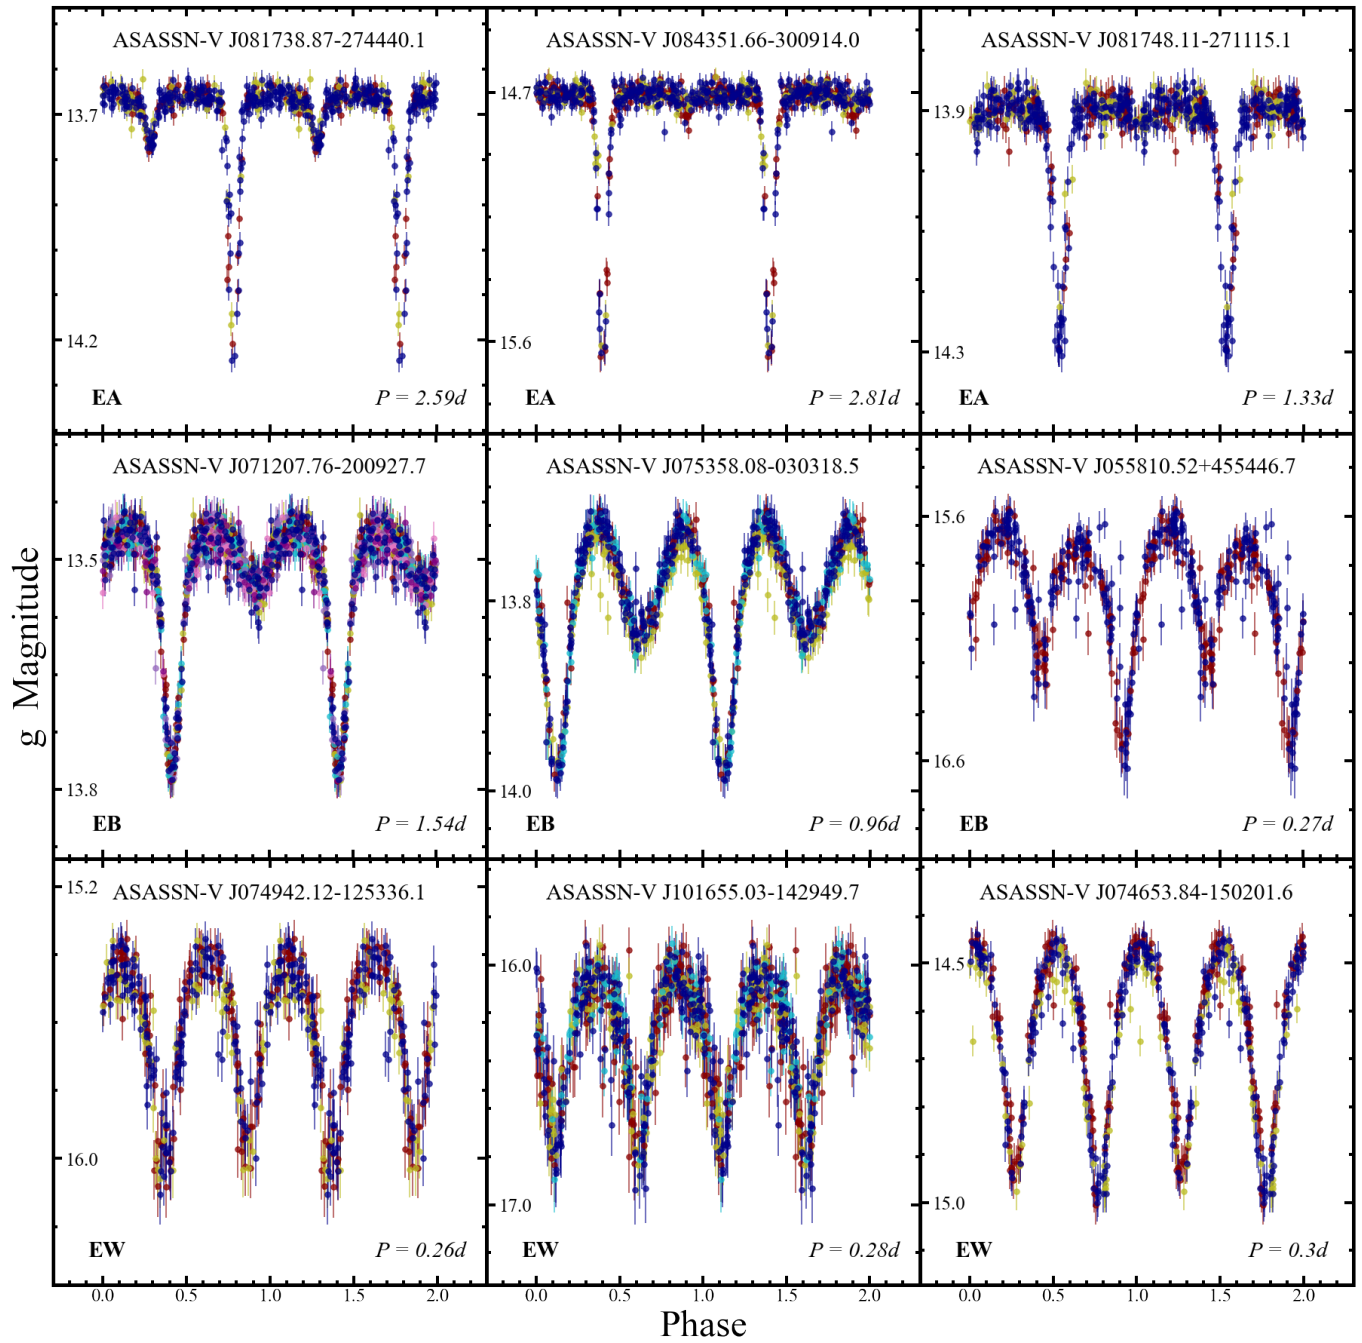 ASASSN-V J081738.87-274440.1
13.7
14.2
EA P = 2.59d
ASASSN-V J084351.66-300914.0
14.7
15.6
EA P = 2.81d
ASASSN-V J081748.11-271115.1
13.9
14.3
EA P = 1.33d
ASASSN-V J071207.76-200927.7
13.5
13.8
EB P = 1.54d
ASASSN-V J075358.08-030318.5
13.8
14.0
EB P = 0.96d
ASASSN-V J055810.52+455446.7
15.6
16.6
EB P = 0.27d
g Magnitude
ASASSN-V J074942.12-125336.1
15.2
16.0
EW P = 0.26d
ASASSN-V J101655.03-142949.7
16.0
17.0
EW P = 0.28d
ASASSN-V J074653.84-150201.6
14.5
15.0
EW P = 0.3d
0.0 0.5 1.0 1.5 2.0 0.0 0.5 1.0 1.5 2.0 0.0 0.5 1.0 1.5 2.0
Phase